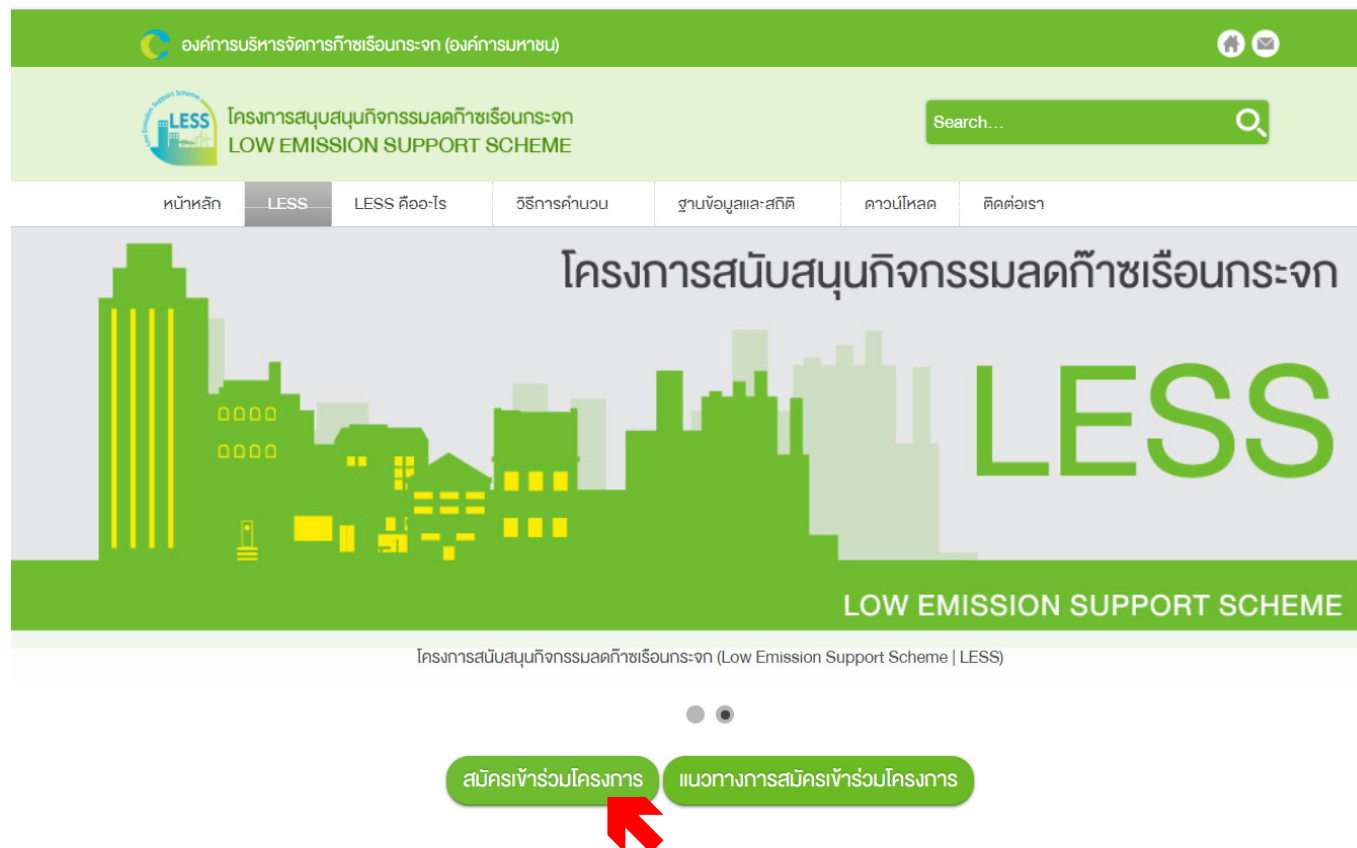 องค์การบริหารจัดการก๊าซเรือนกระจก (องค์การมหาชน)
Low Emission Support Scheme
LESS
โครงการสนุบสนุนกิจกรรมลดก๊าซเรือนกระจก
LOW EMISSION SUPPORT SCHEME
Search...
หน้าหลัก LESS LESS คืออะไร วิธีการคำนวน ฐานข้อมูลและสถิติ ดาวน์โหลด ติดต่อเรา
โครงการสนับสนุนกิจกรรมลดก๊าซเรือนกระจก
LESS
LOW EMISSION SUPPORT SCHEME
โครงการสนับสนุนกิจกรรมลดก๊าซเรือนกระจก (Low Emission Support Scheme | LESS)
สมัครเข้าร่วมโครงการ แนวทางการสมัครเข้าร่วมโครงการ